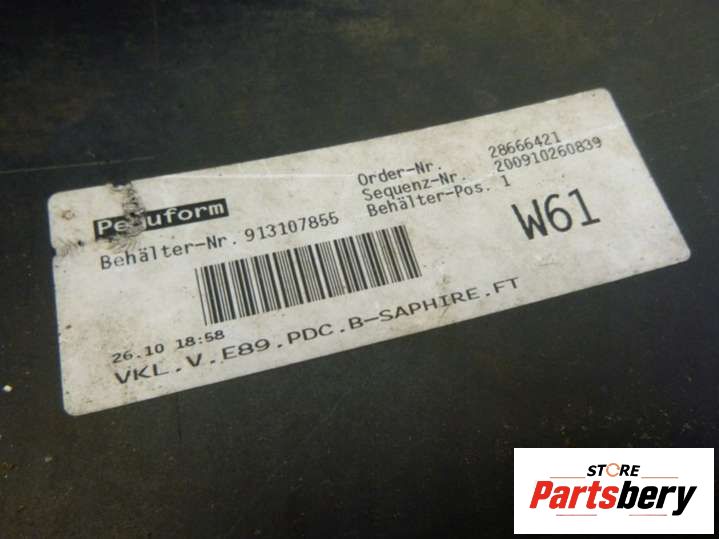 Peguform
Behälter-Nr. 913107855
Order-Nr. 28666421
Sequenz-Nr. 200910260839
Behälter-Pos. 1
W61
26.10 18:58
VKL.V.E89.PDC.B-SAPHIRE.FT
STORE
Partsbery